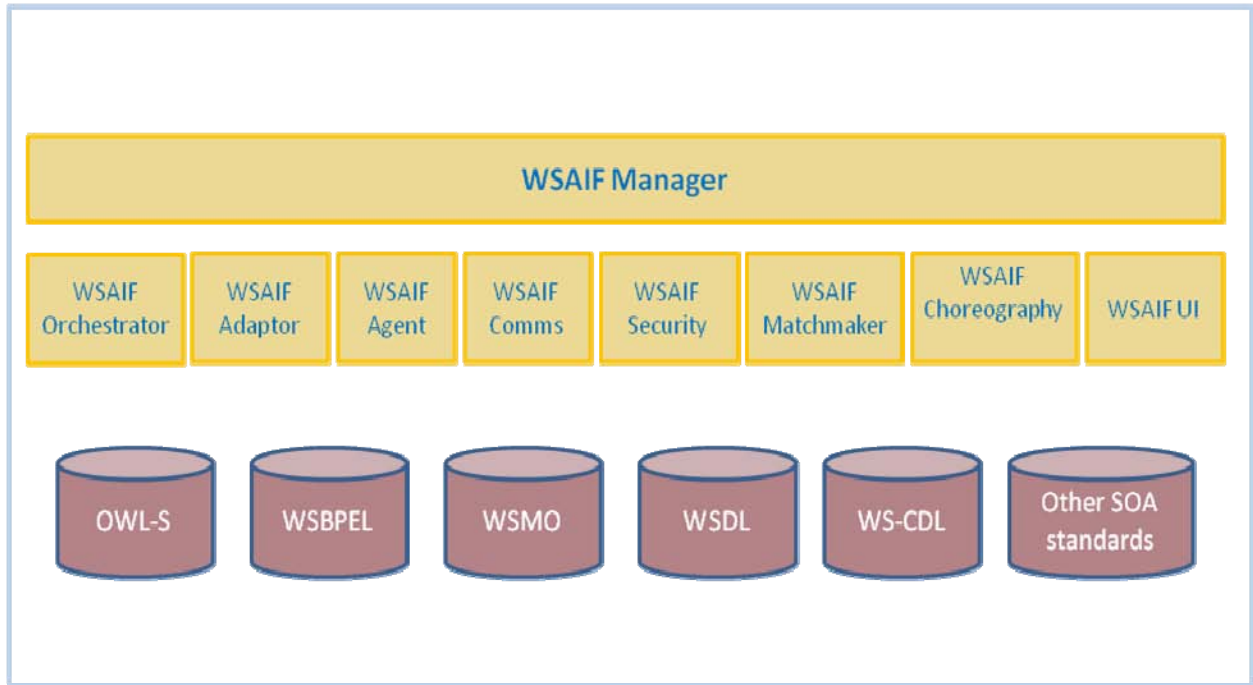 WSAIF Manager
WSAIF
Orchestrator
WSAIF
Adaptor
WSAIF
Agent
WSAIF
Comms
WSAIF
Security
WSAIF
Matchmaker
WSAIF
Choreography
WSAIF UI
OWL-S
WSBPEL
WSMO
WSDL
WS-CDL
Other SOA
standards